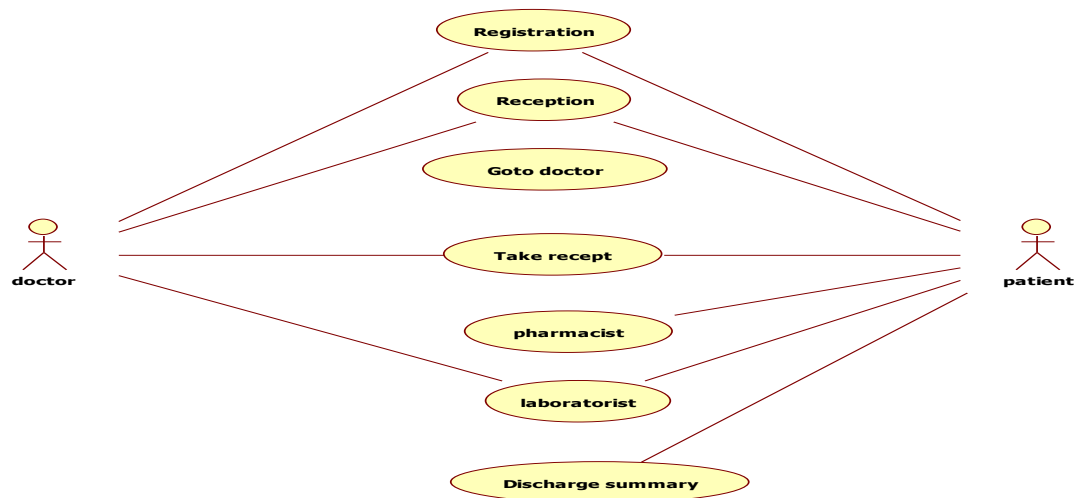 Registration
Reception
Goto doctor
Take recept
doctor
patient
pharmacist
laboratorist
Discharge summary